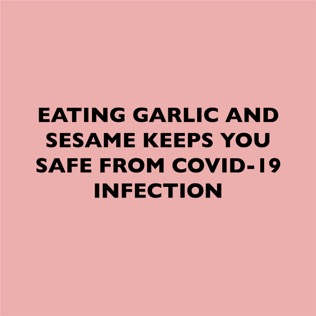 EATING GARLIC AND
SESAME KEEPS YOU
SAFE FROM COVID-19
INFECTION